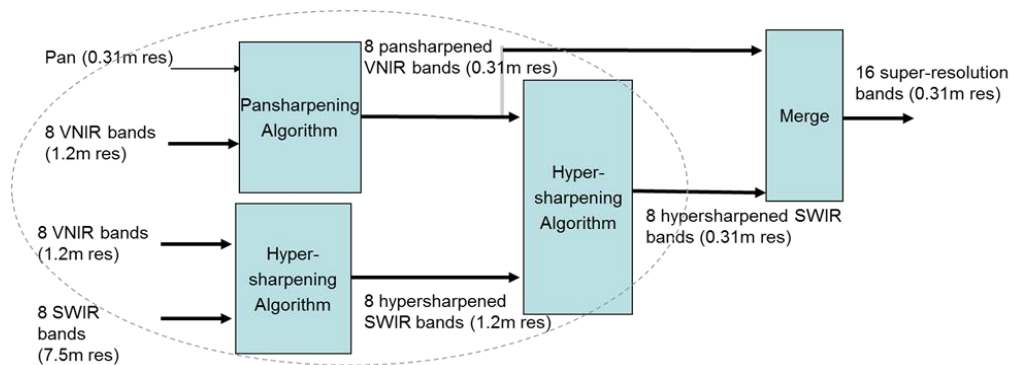 Pan (0.31m res)
8 VNIR bands
(1.2m res)
Pansharpening
Algorithm
8 pansharpened
VNIR bands (0.31m res)
8 VNIR bands
(1.2m res)
8 SWIR
bands
(7.5m res)
Hyper-
sharpening
Algorithm
8 hypersharpened
SWIR bands (1.2m res)
Hyper-
sharpening
Algorithm
8 hypersharpened SWIR
bands (0.31m res)
Merge
16 super-resolution
bands (0.31m res)